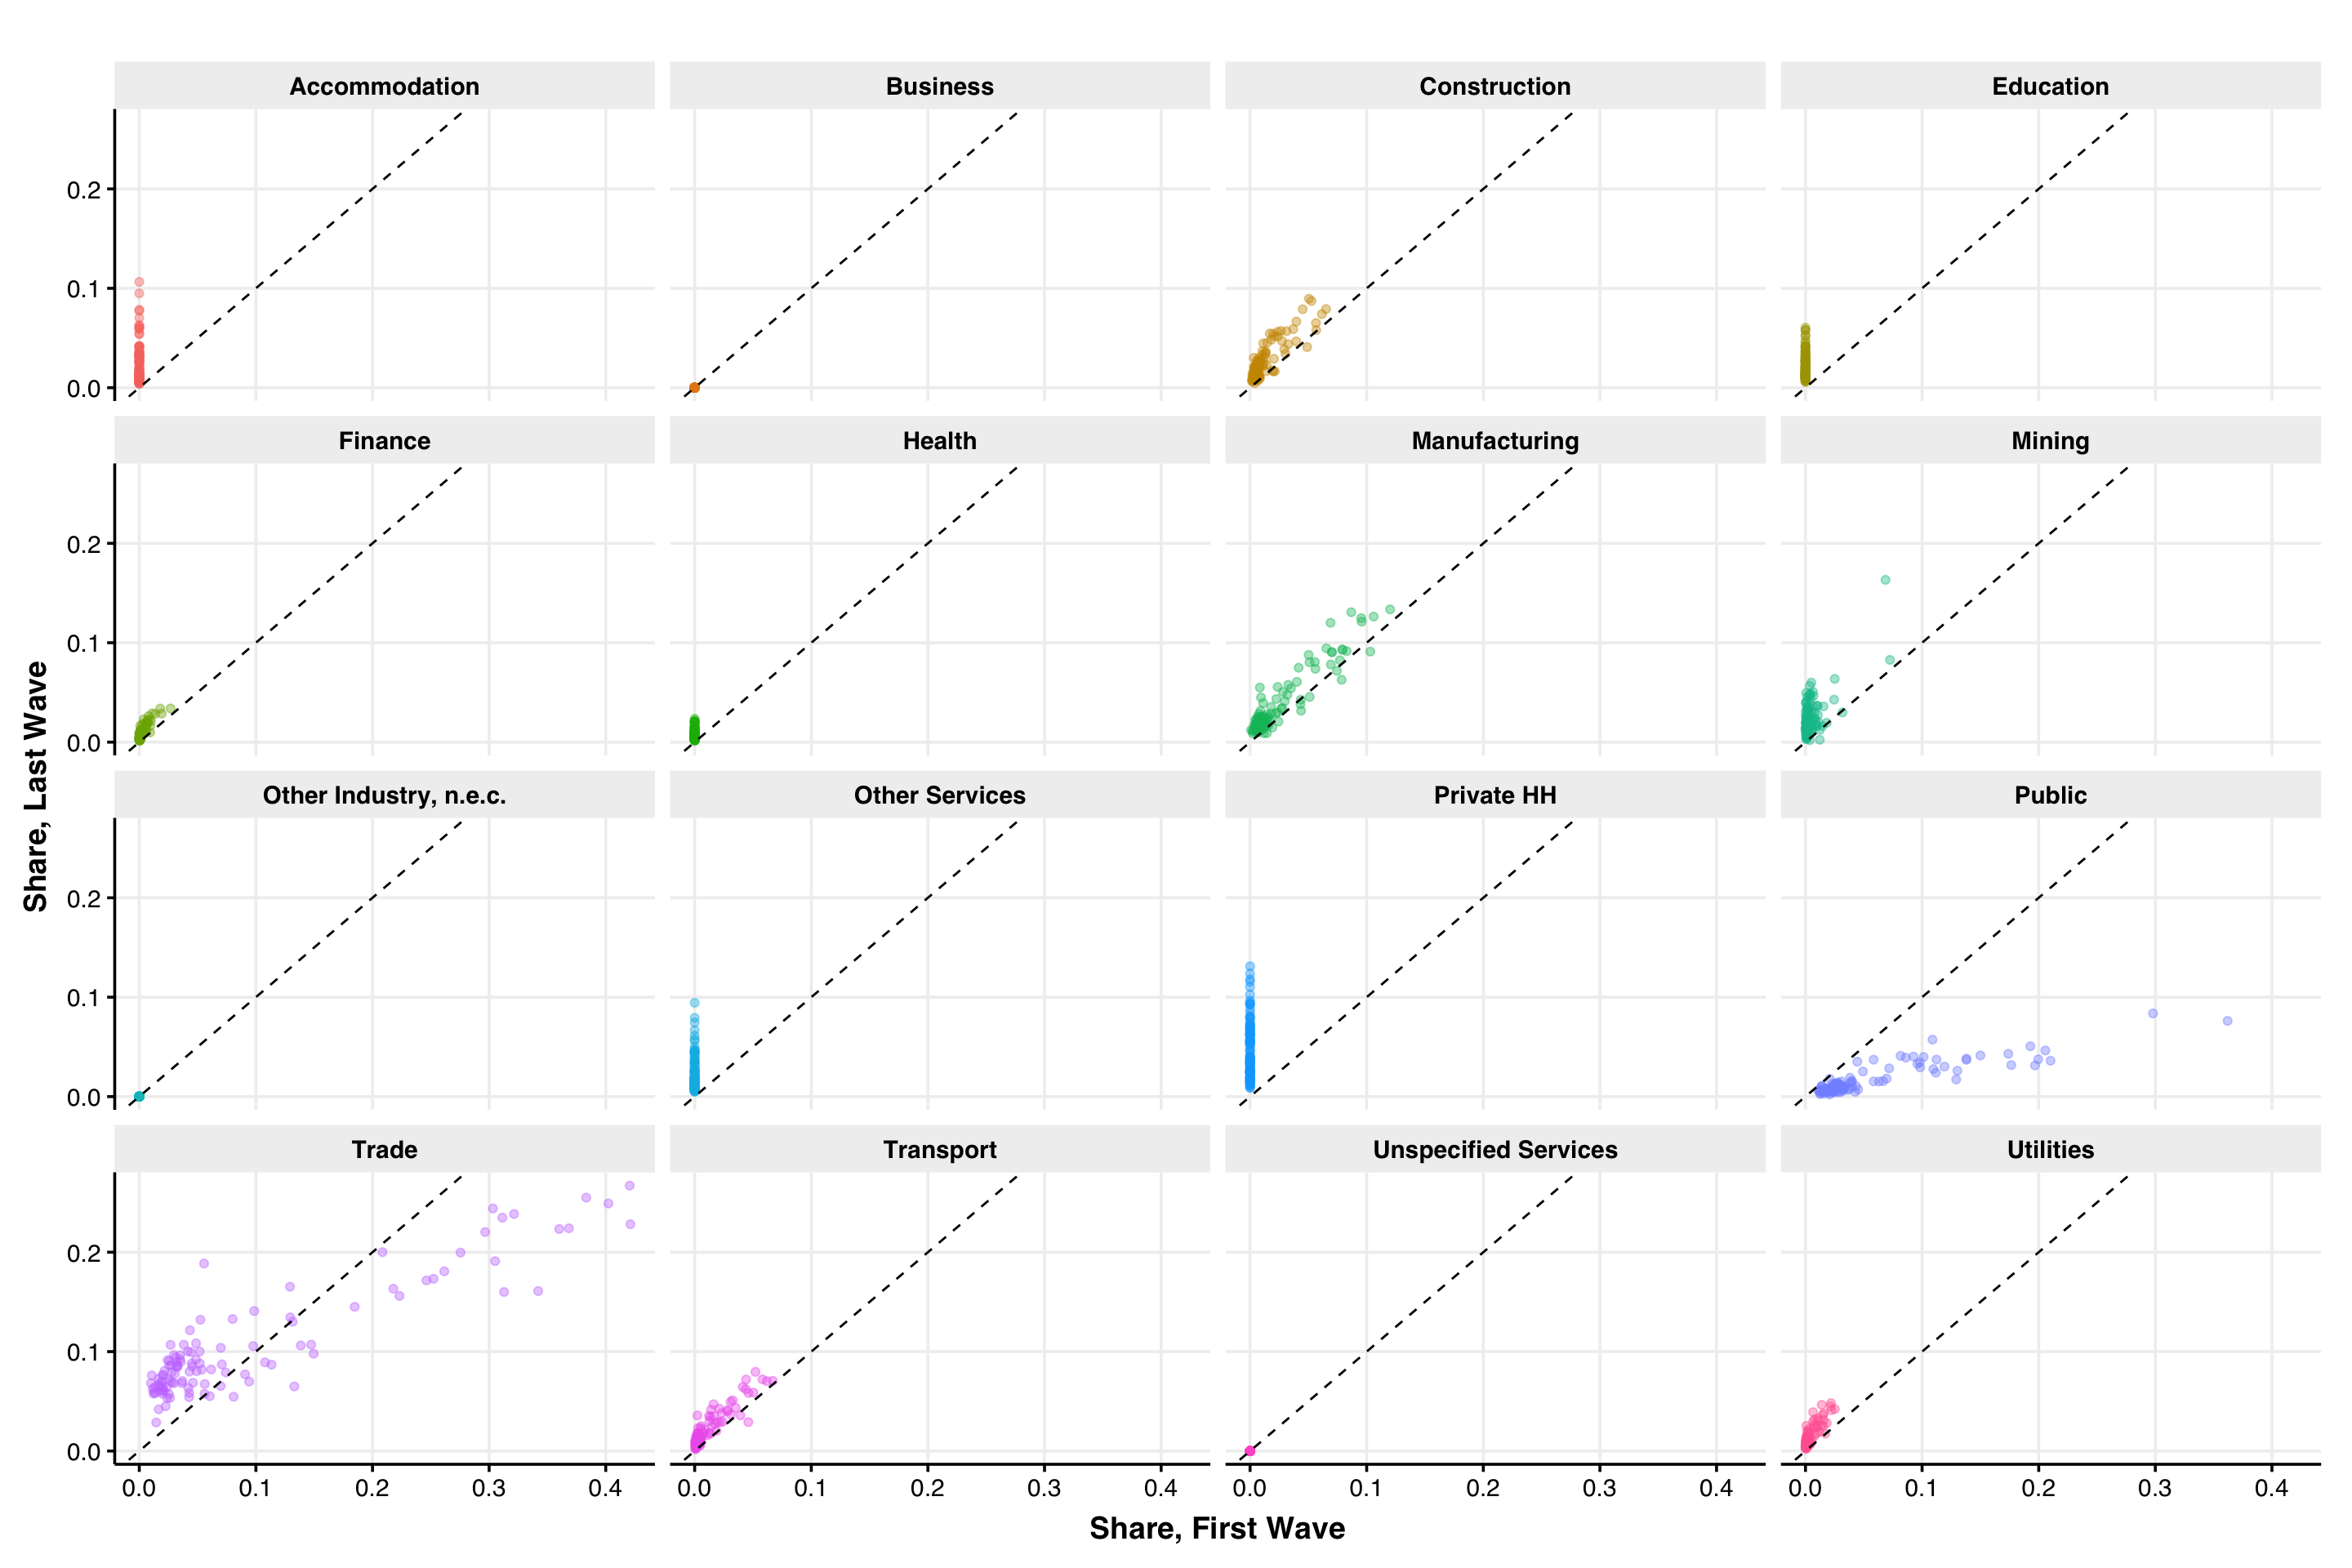 Accommodation Business Construction Education
0.2
0.1
0.0
Finance Health Manufacturing Mining
0.2
0.1
0.0
Share, Last Wave
Other Industry, n.e.c. Other Services Private HH Public
0.2
0.1
0.0
Trade Transport Unspecified Services Utilities
0.2
0.1
0.0
0.0 0.1 0.2 0.3 0.4 0.0 0.1 0.2 0.3 0.4 0.0 0.1 0.2 0.3 0.4 0.0 0.1 0.2 0.3 0.4
Share, First Wave